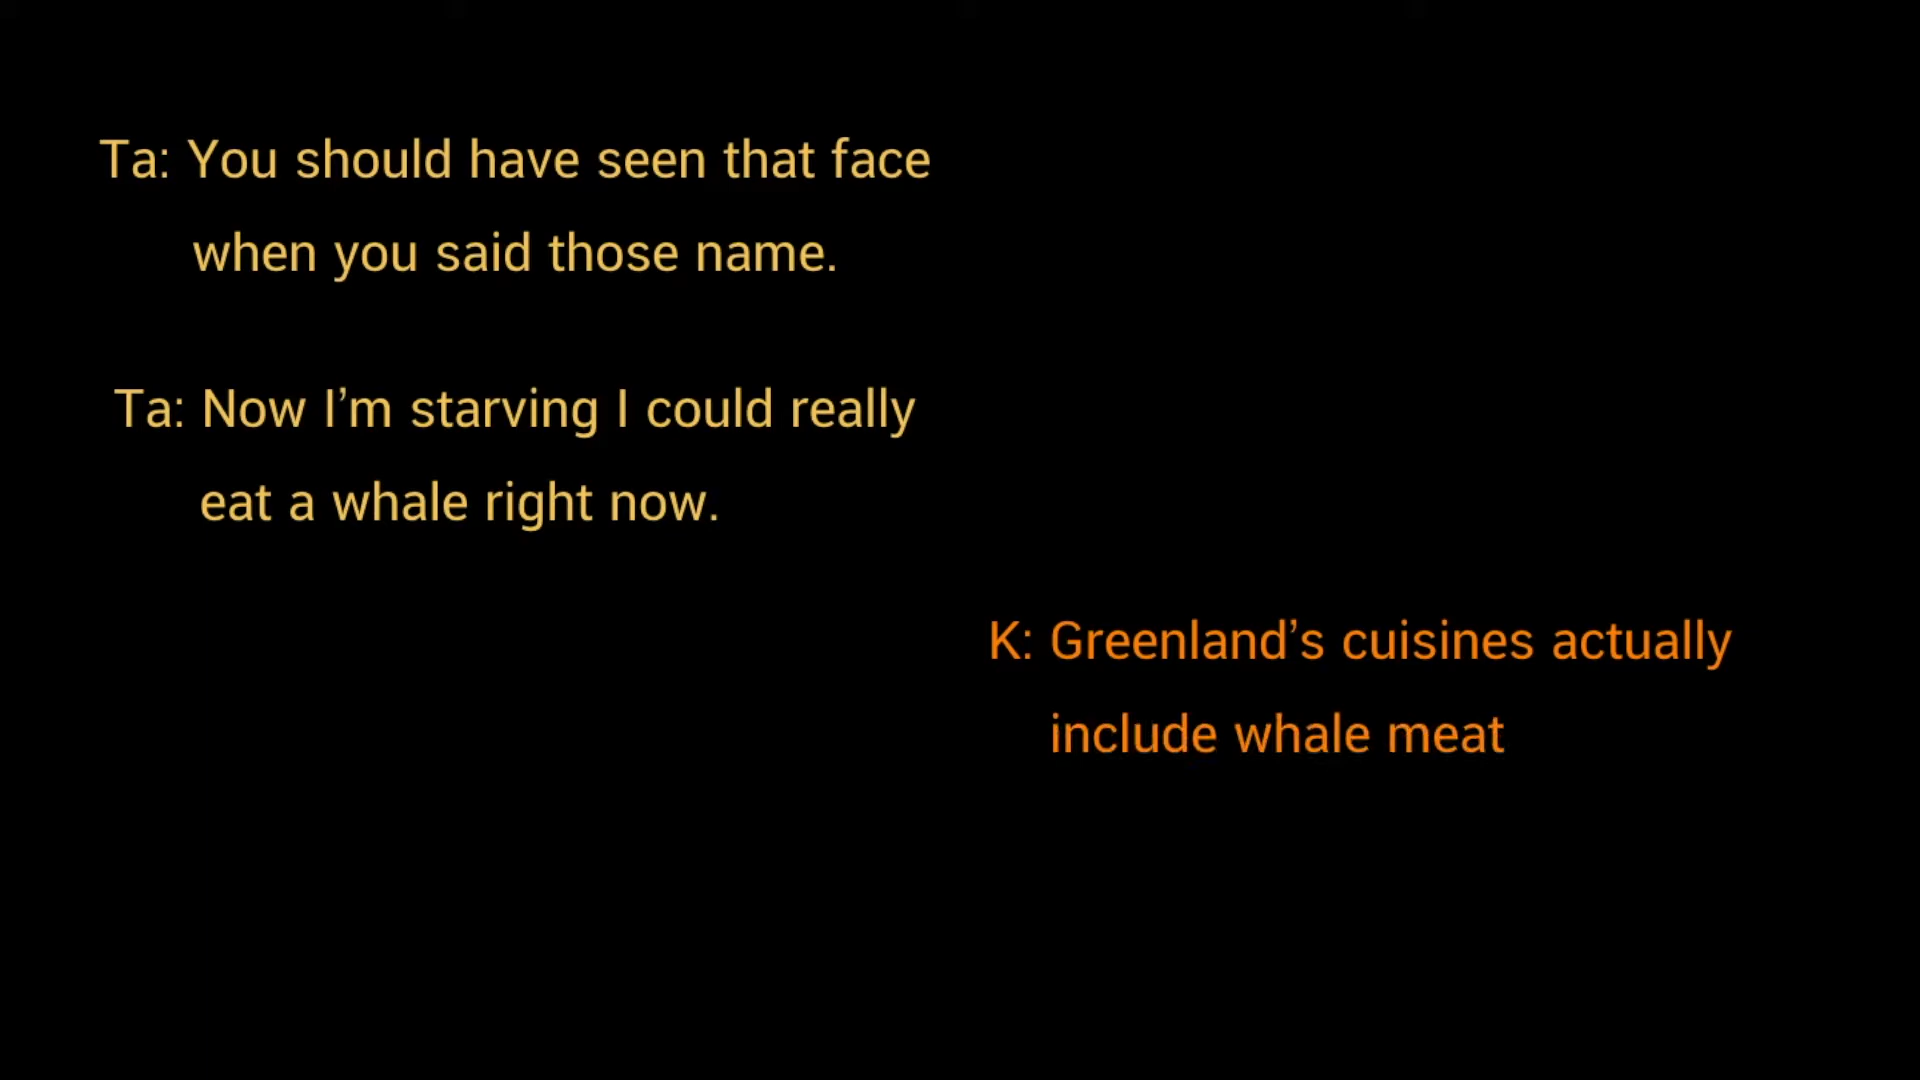 Ta: You should have seen that face
when you said those name.
Ta: Now I’m starving I could really
eat a whale right now.
K: Greenland’s cuisines actually
include whale meat